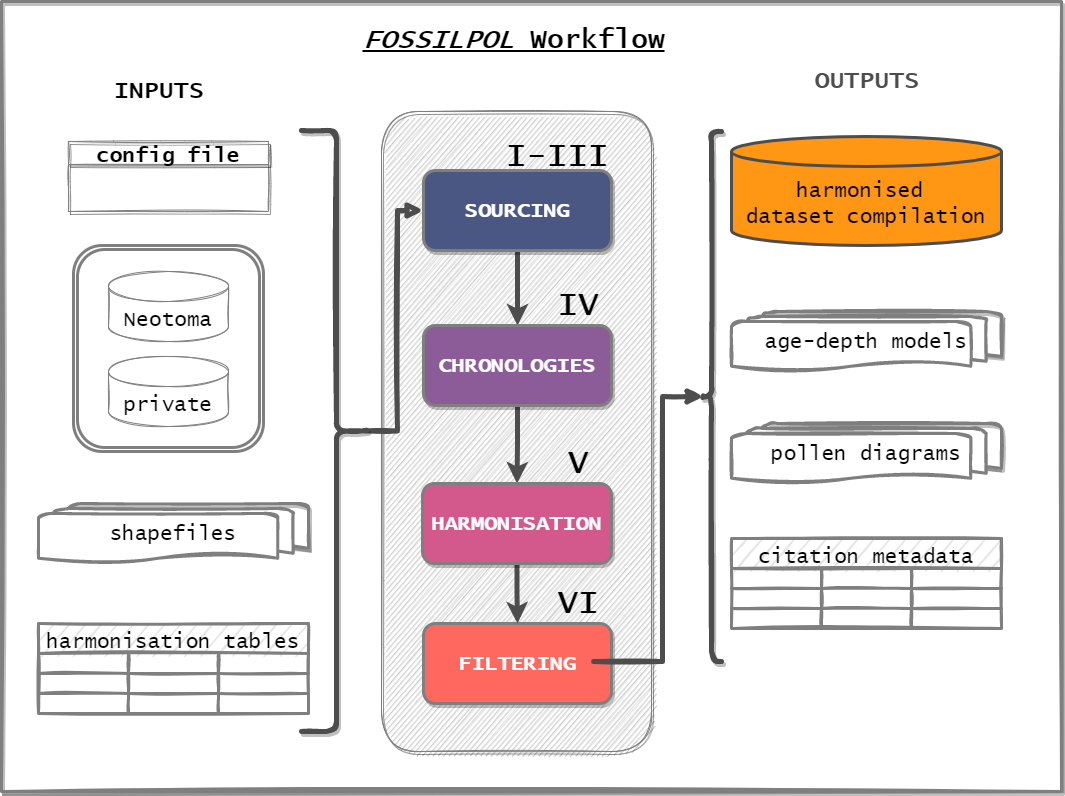 FOSSILPOL Workflow
INPUTS
config file
Neotoma
private
shapefiles
harmonisation tables
I-III
SOURCING
IV
CHRONOLOGIES
V
HARMONISATION
VI
FILTERING
OUTPUTS
harmonised
dataset compilation
age-depth models
pollen diagrams
citation metadata